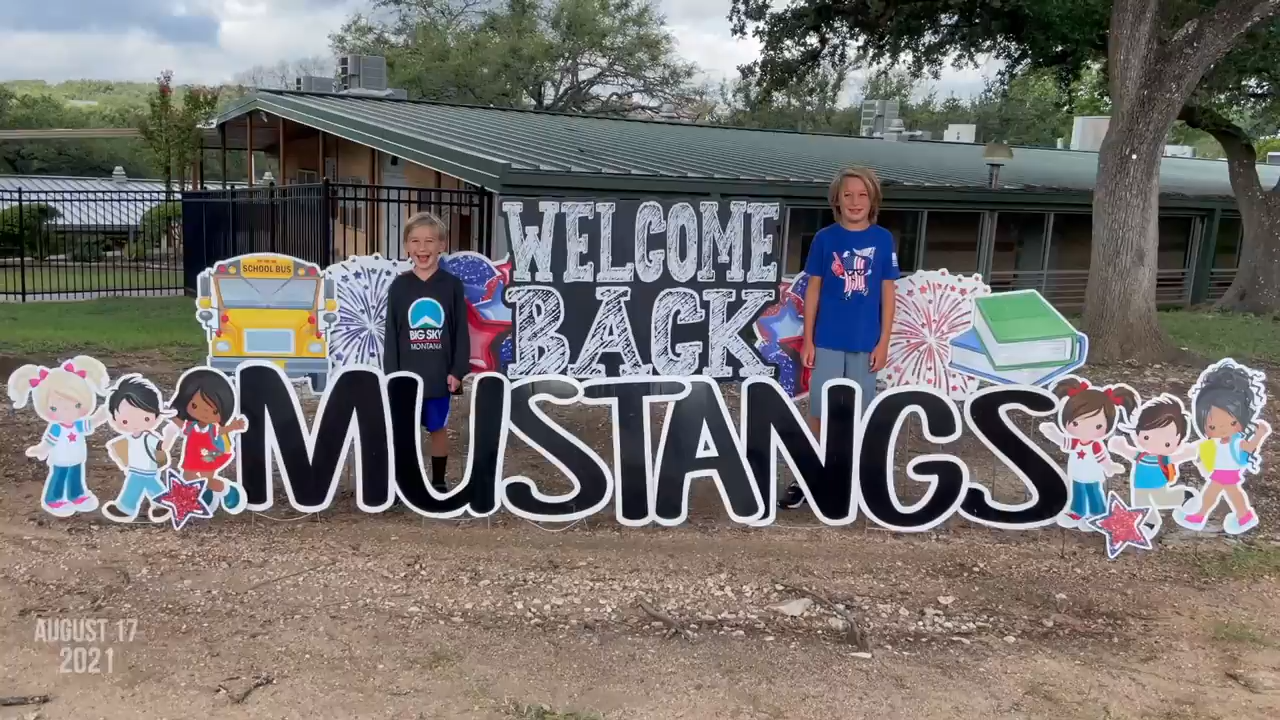 WELCOME
BACK
MUSTANGS
SCHOOL BUS
BIG SKY
MONTANA
AUGUST 17
2021